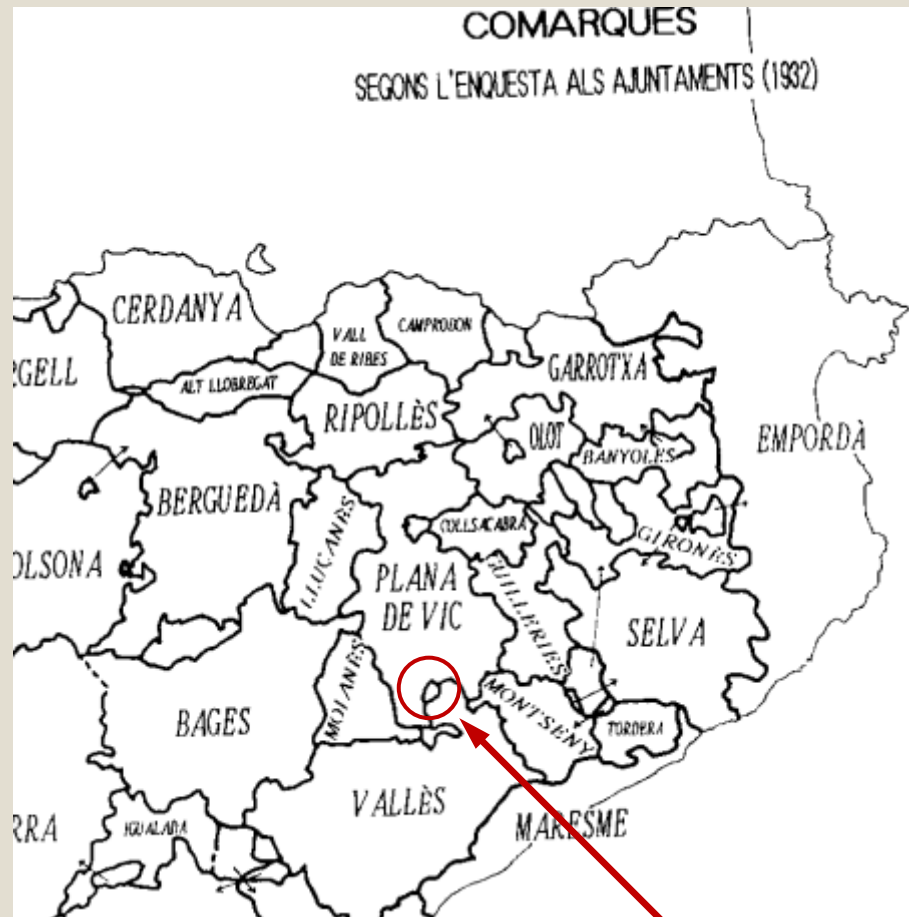 COMARQUES
SEGONS L'ENQUESTA ALS AJUNTAMENTS (1932)
CERDANYA
VALL
DE RIBES
CAMPRODON
RGELL
ALT LLOBREGAT
GARROTXA
RIPOLLÈS
OLOT
BANYOLES
EMPORDÀ
BERGUEDÀ
LLUCANÈS
COLLSACABRA
GIRONÈS
OLSONA
PLANA
DE VIC
GUILLERIES
SELVA
MOIANÈS
MONTSENY
BAGES
TORDERA
VALLÈS
MARESME
RRA
IGUALADA